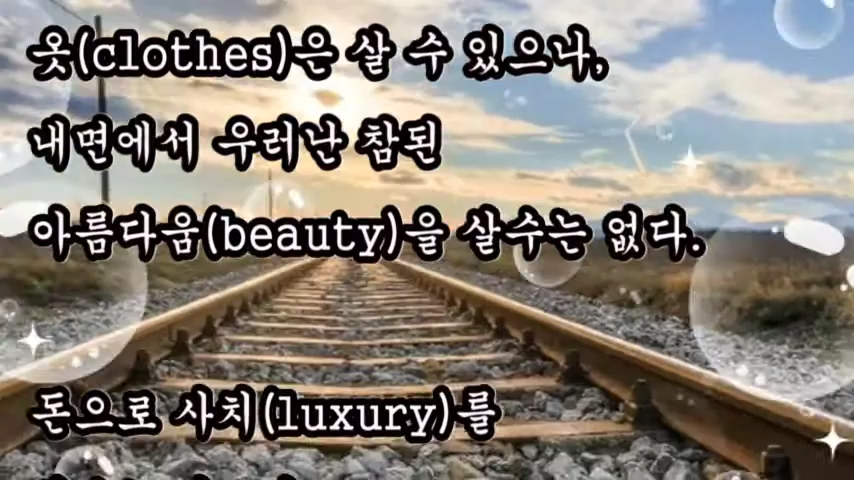 옷(clothes)은 살 수 있으나,
내면에서 우러난 참된
아름다움(beauty)을 살수는 없다.
돈으로 사치(luxury)를